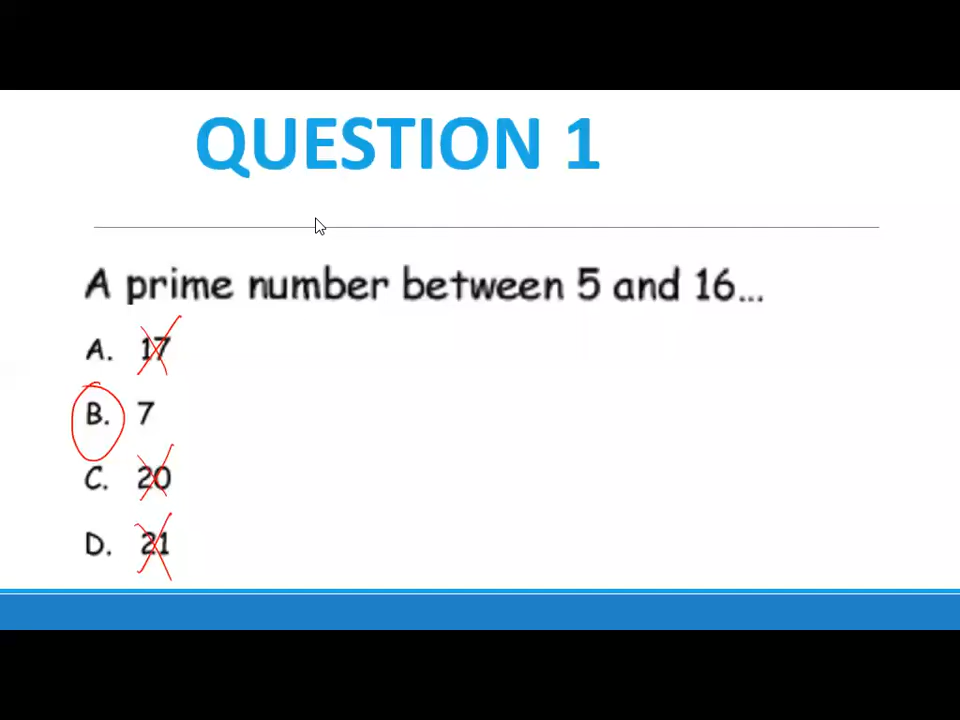 QUESTION 1
A prime number between 5 and 16...
A. 17
B. 7
C. 20
D. 21